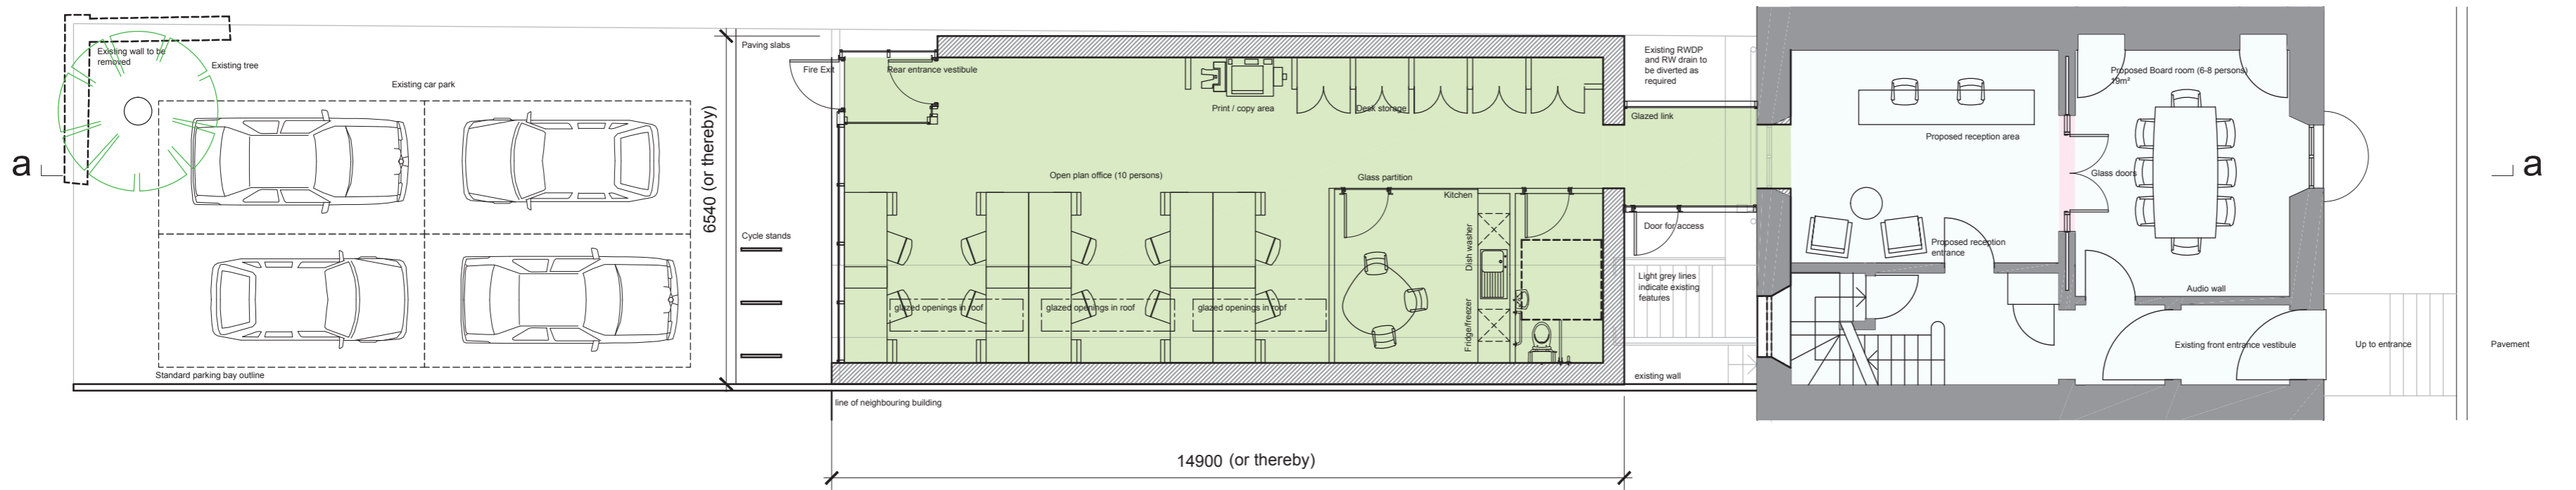 Existing wall to be
removed
Existing tree
Existing car park
Standard parking bay outline
a
6540 (or thereby)
Paving slabs
Cycle stands
Fire Exit
Rear entrance vestibule
Print / copy area
Desk storage
Open plan office (10 persons)
Glass partition
Kitchen
Dish washer
Fridge/freezer
glazed openings in roof
glazed openings in roof
glazed openings in roof
line of neighbouring building
14900 (or thereby)
Existing RWDP
and RW drain to
be diverted as
required
Glazed link
Door for access
Light grey lines
indicate existing
features
existing wall
Proposed reception area
Proposed reception
entrance
Glass doors
Proposed Board room (6-8 persons)
19m²
Audio wall
Existing front entrance vestibule
Up to entrance
Pavement
a